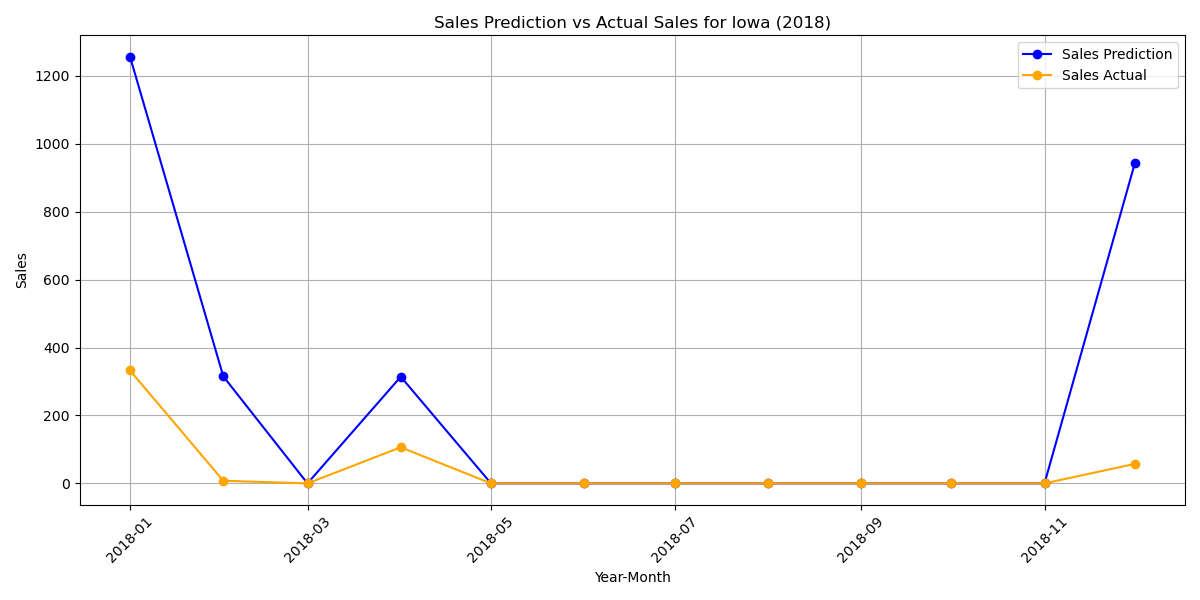 Sales Prediction vs Actual Sales for Iowa (2018)
Sales Prediction
Sales Actual
1200
1000
800
600
400
200
0
Sales
2018-01
2018-03
2018-05
2018-07
2018-09
2018-11
Year-Month